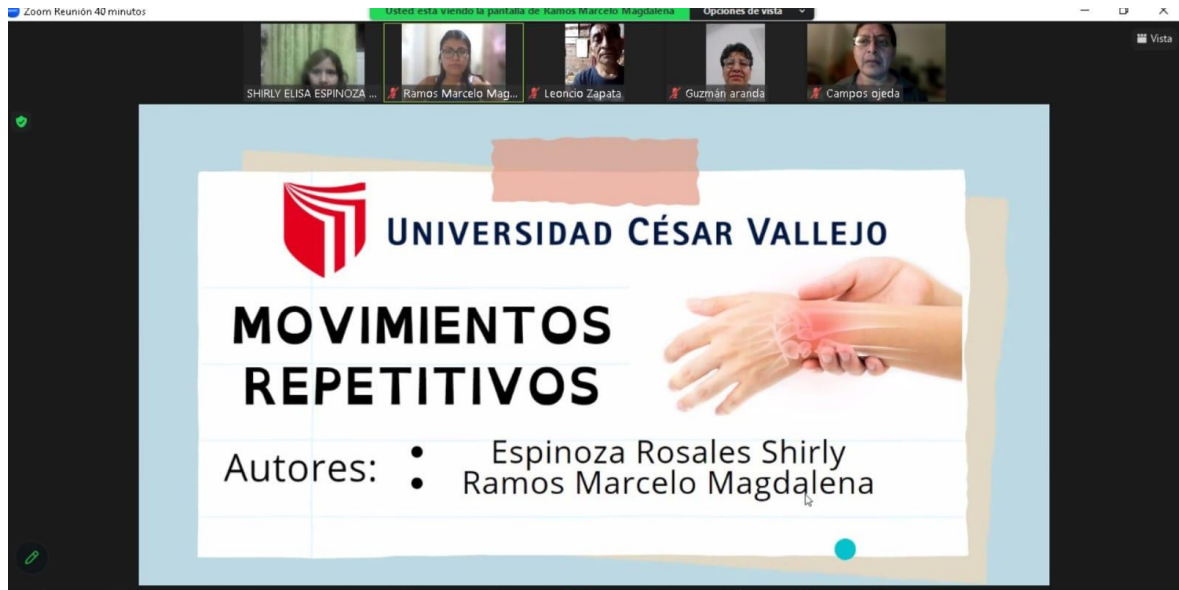 Zoom Reunión 40 minutos
Usted está viendo la pantalla de Ramos Marcelo Magdalena
Opciones de vista
Vista
SHIRLY ELISA ESPINOZA ...
Ramos Marcelo Mag...
Leoncio Zapata
Guzmán aranda
Campos ojeda
UNIVERSIDAD CÉSAR VALLEJO
MOVIMIENTOS
REPETITIVOS
Autores:
• Espinoza Rosales Shirly
• Ramos Marcelo Magdalena